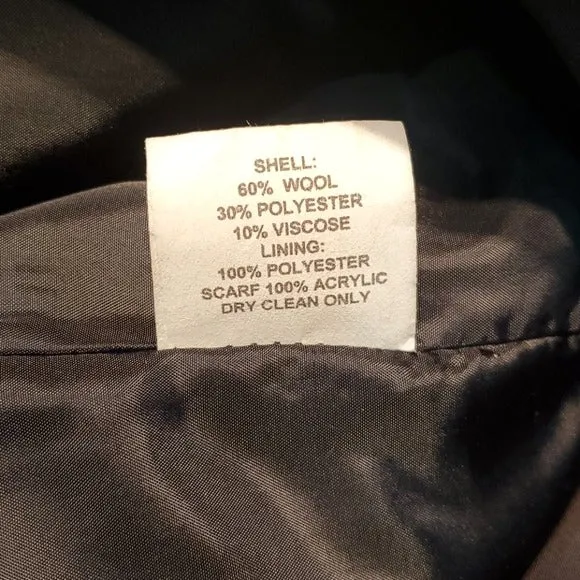 SHELL:
60% WOOL
30% POLYESTER
10% VISCOSE
LINING:
100% POLYESTER
SCARF 100% ACRYLIC
DRY CLEAN ONLY